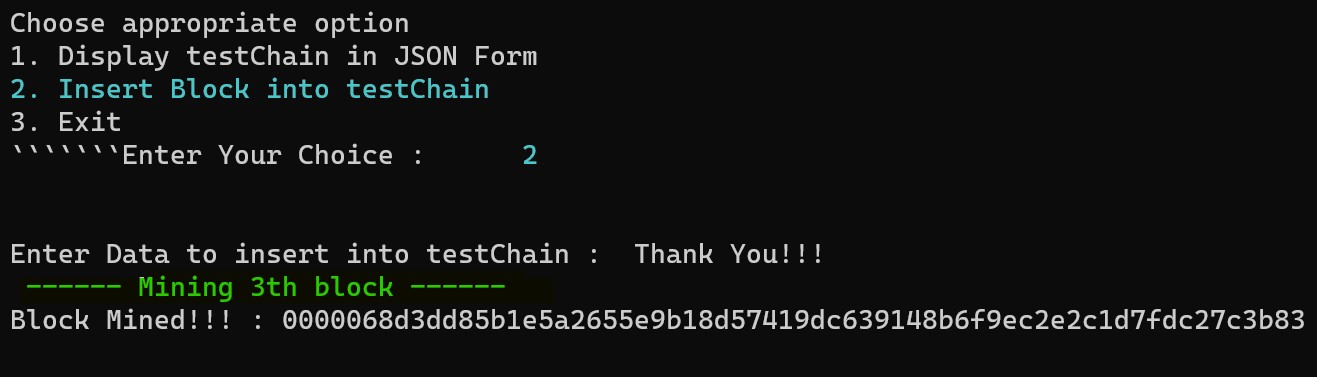 Choose appropriate option
1. Display testChain in JSON Form
2. Insert Block into testChain
3. Exit
```````Enter Your Choice :      2
Enter Data to insert into testChain :  Thank You!!!
------ Mining 3th block ------
Block Mined!!! : 0000068d3dd85b1e5a2655e9b18d57419dc639148b6f9ec2e2c1d7fdc27c3b83